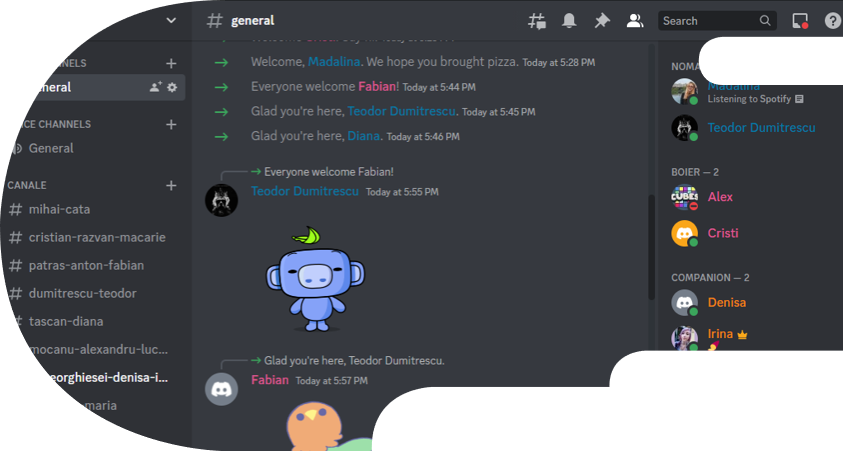 general
Search
Welcome, Madalina. We hope you brought pizza. Today at 5:28 PM
Everyone welcome Fabian! Today at 5:44 PM
Glad you're here, Teodor Dumitrescu. Today at 5:45 PM
Glad you're here, Diana. Today at 5:46 PM
Everyone welcome Fabian!
Teodor Dumitrescu Today at 5:55 PM
Glad you're here, Teodor Dumitrescu.
Fabian Today at 5:57 PM
NNELS
neral
CE CHANNELS
General
CANALE
mihai-cata
cristian-razvan-macarie
patras-anton-fabian
dumitrescu-teodor
tascan-diana
mocanu-alexandru-luc...
eorghiesei-denisa-i...
maria
NOMA
Madalina
Listening to Spotify
Teodor Dumitrescu
BOIER — 2
CUBES
Alex
Cristi
COMPANION — 2
Denisa
Irina